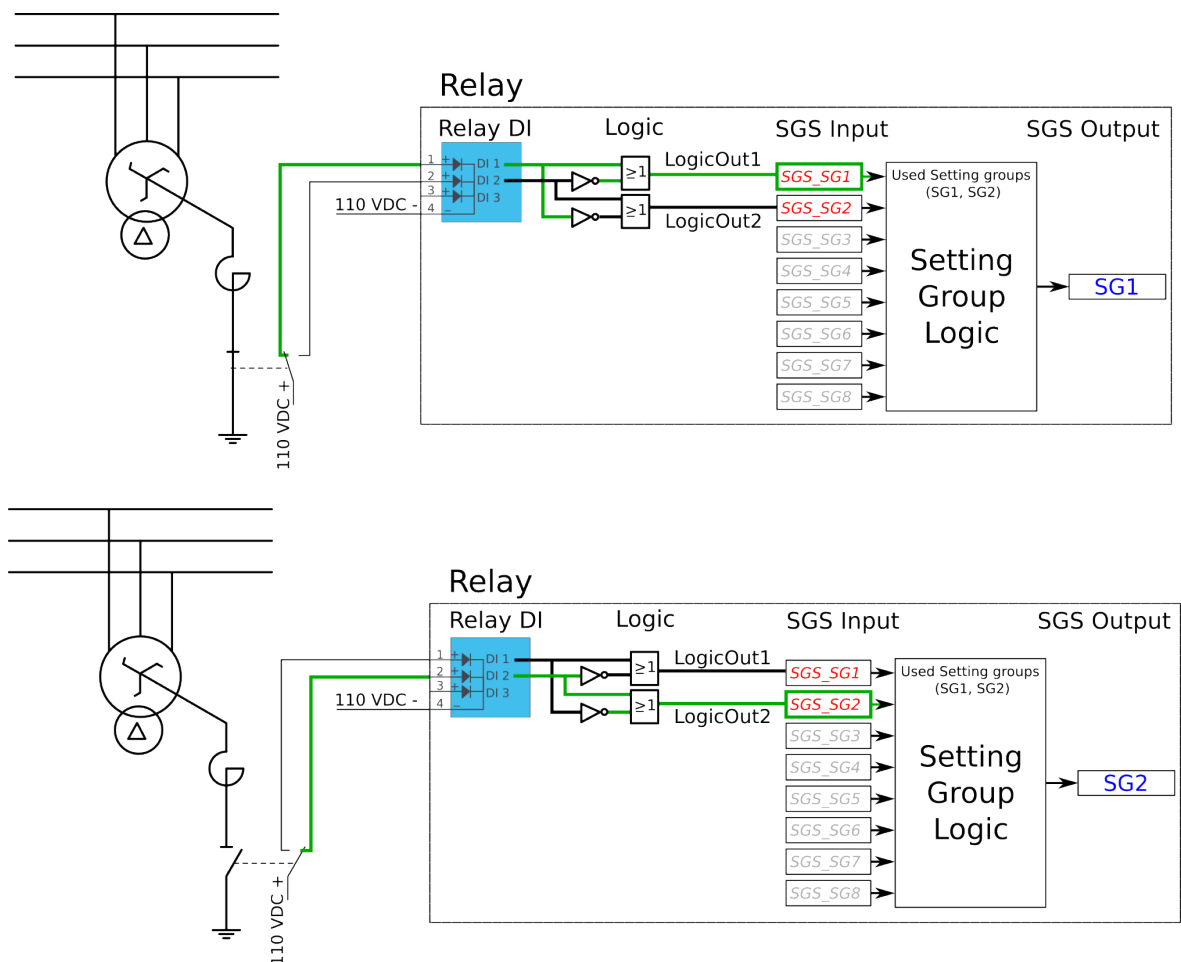 Relay
Relay DI
Logic
SGS Input
SGS Output
1 + DI 1
2 + DI 2
3 + DI 3
4 −
110 VDC -
110 VDC +
≥1
≥1
LogicOut1
LogicOut2
SGS_SG1
SGS_SG2
SGS_SG3
SGS_SG4
SGS_SG5
SGS_SG6
SGS_SG7
SGS_SG8
Used Setting groups
(SG1, SG2)
Setting
Group
Logic
SG1
Relay
Relay DI
Logic
SGS Input
SGS Output
1 + DI 1
2 + DI 2
3 + DI 3
4 −
110 VDC -
110 VDC +
≥1
≥1
LogicOut1
LogicOut2
SGS_SG1
SGS_SG2
SGS_SG3
SGS_SG4
SGS_SG5
SGS_SG6
SGS_SG7
SGS_SG8
Used Setting groups
(SG1, SG2)
Setting
Group
Logic
SG2